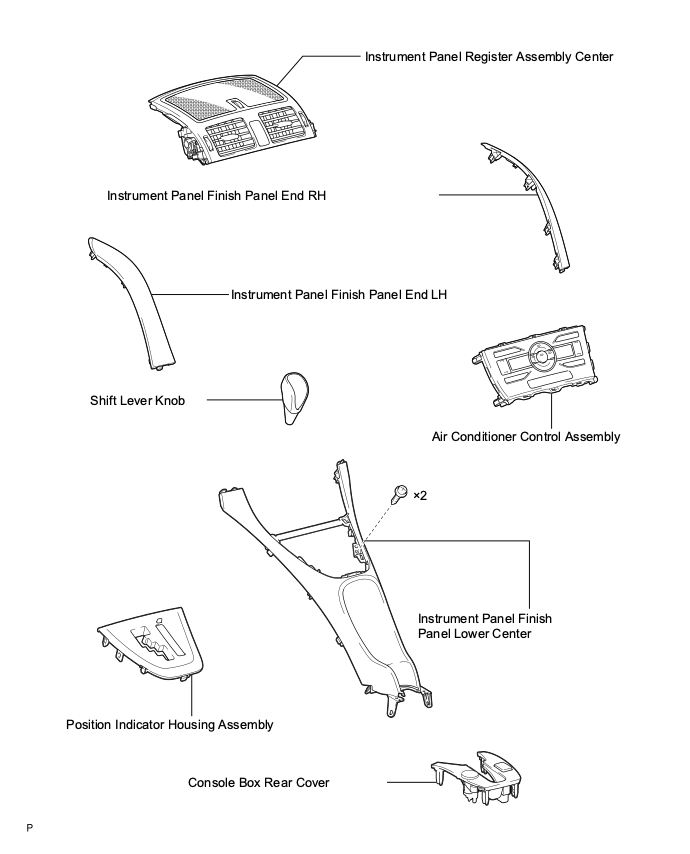 Instrument Panel Register Assembly Center
Instrument Panel Finish Panel End RH
Instrument Panel Finish Panel End LH
Shift Lever Knob
Air Conditioner Control Assembly
×2
Instrument Panel Finish
Panel Lower Center
Position Indicator Housing Assembly
Console Box Rear Cover
P